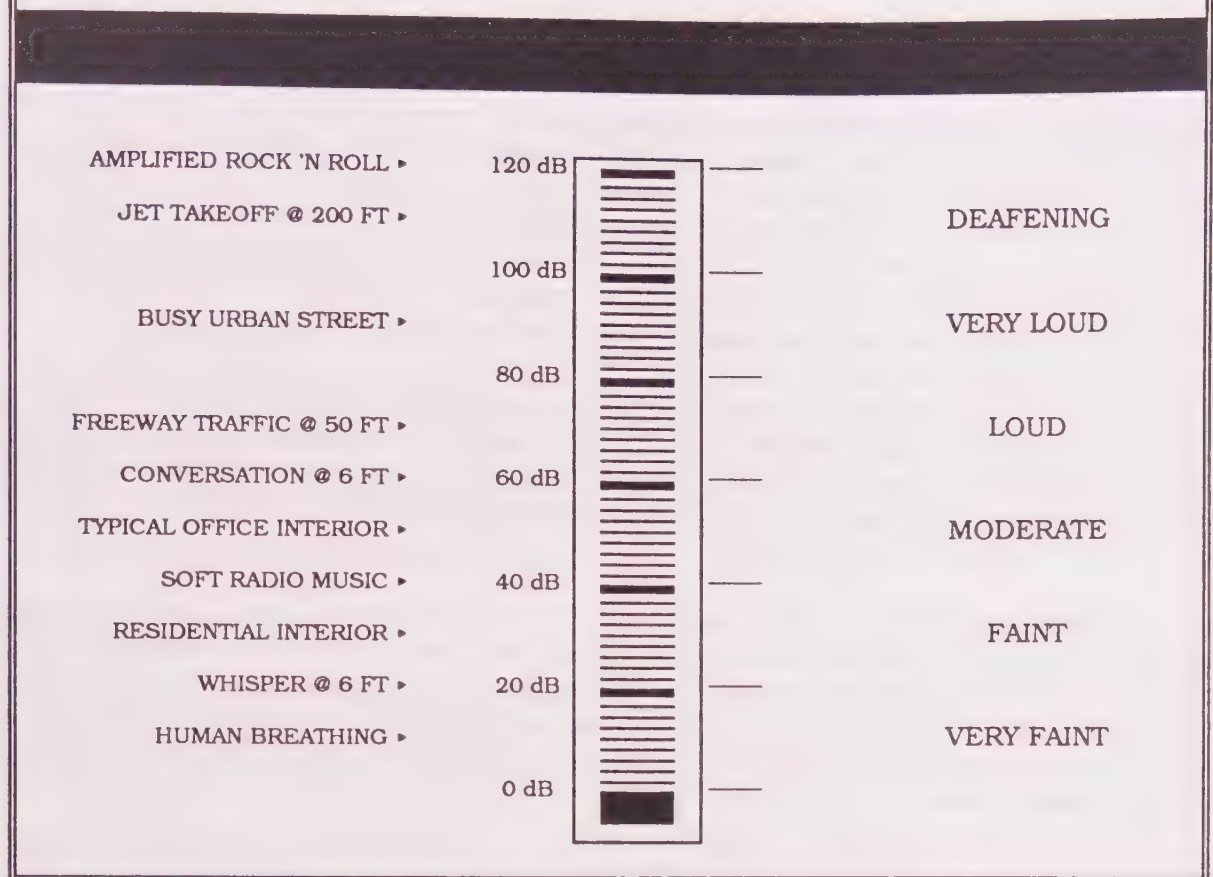 AMPLIFIED ROCK 'N ROLL ▸ 120 dB
JET TAKEOFF @ 200 FT ▸ DEAFENING
100 dB
BUSY URBAN STREET ▸ VERY LOUD
80 dB
FREEWAY TRAFFIC @ 50 FT ▸ LOUD
CONVERSATION @ 6 FT ▸ 60 dB
TYPICAL OFFICE INTERIOR ▸ MODERATE
SOFT RADIO MUSIC ▸ 40 dB
RESIDENTIAL INTERIOR ▸ FAINT
WHISPER @ 6 FT ▸ 20 dB
HUMAN BREATHING ▸ VERY FAINT
0 dB